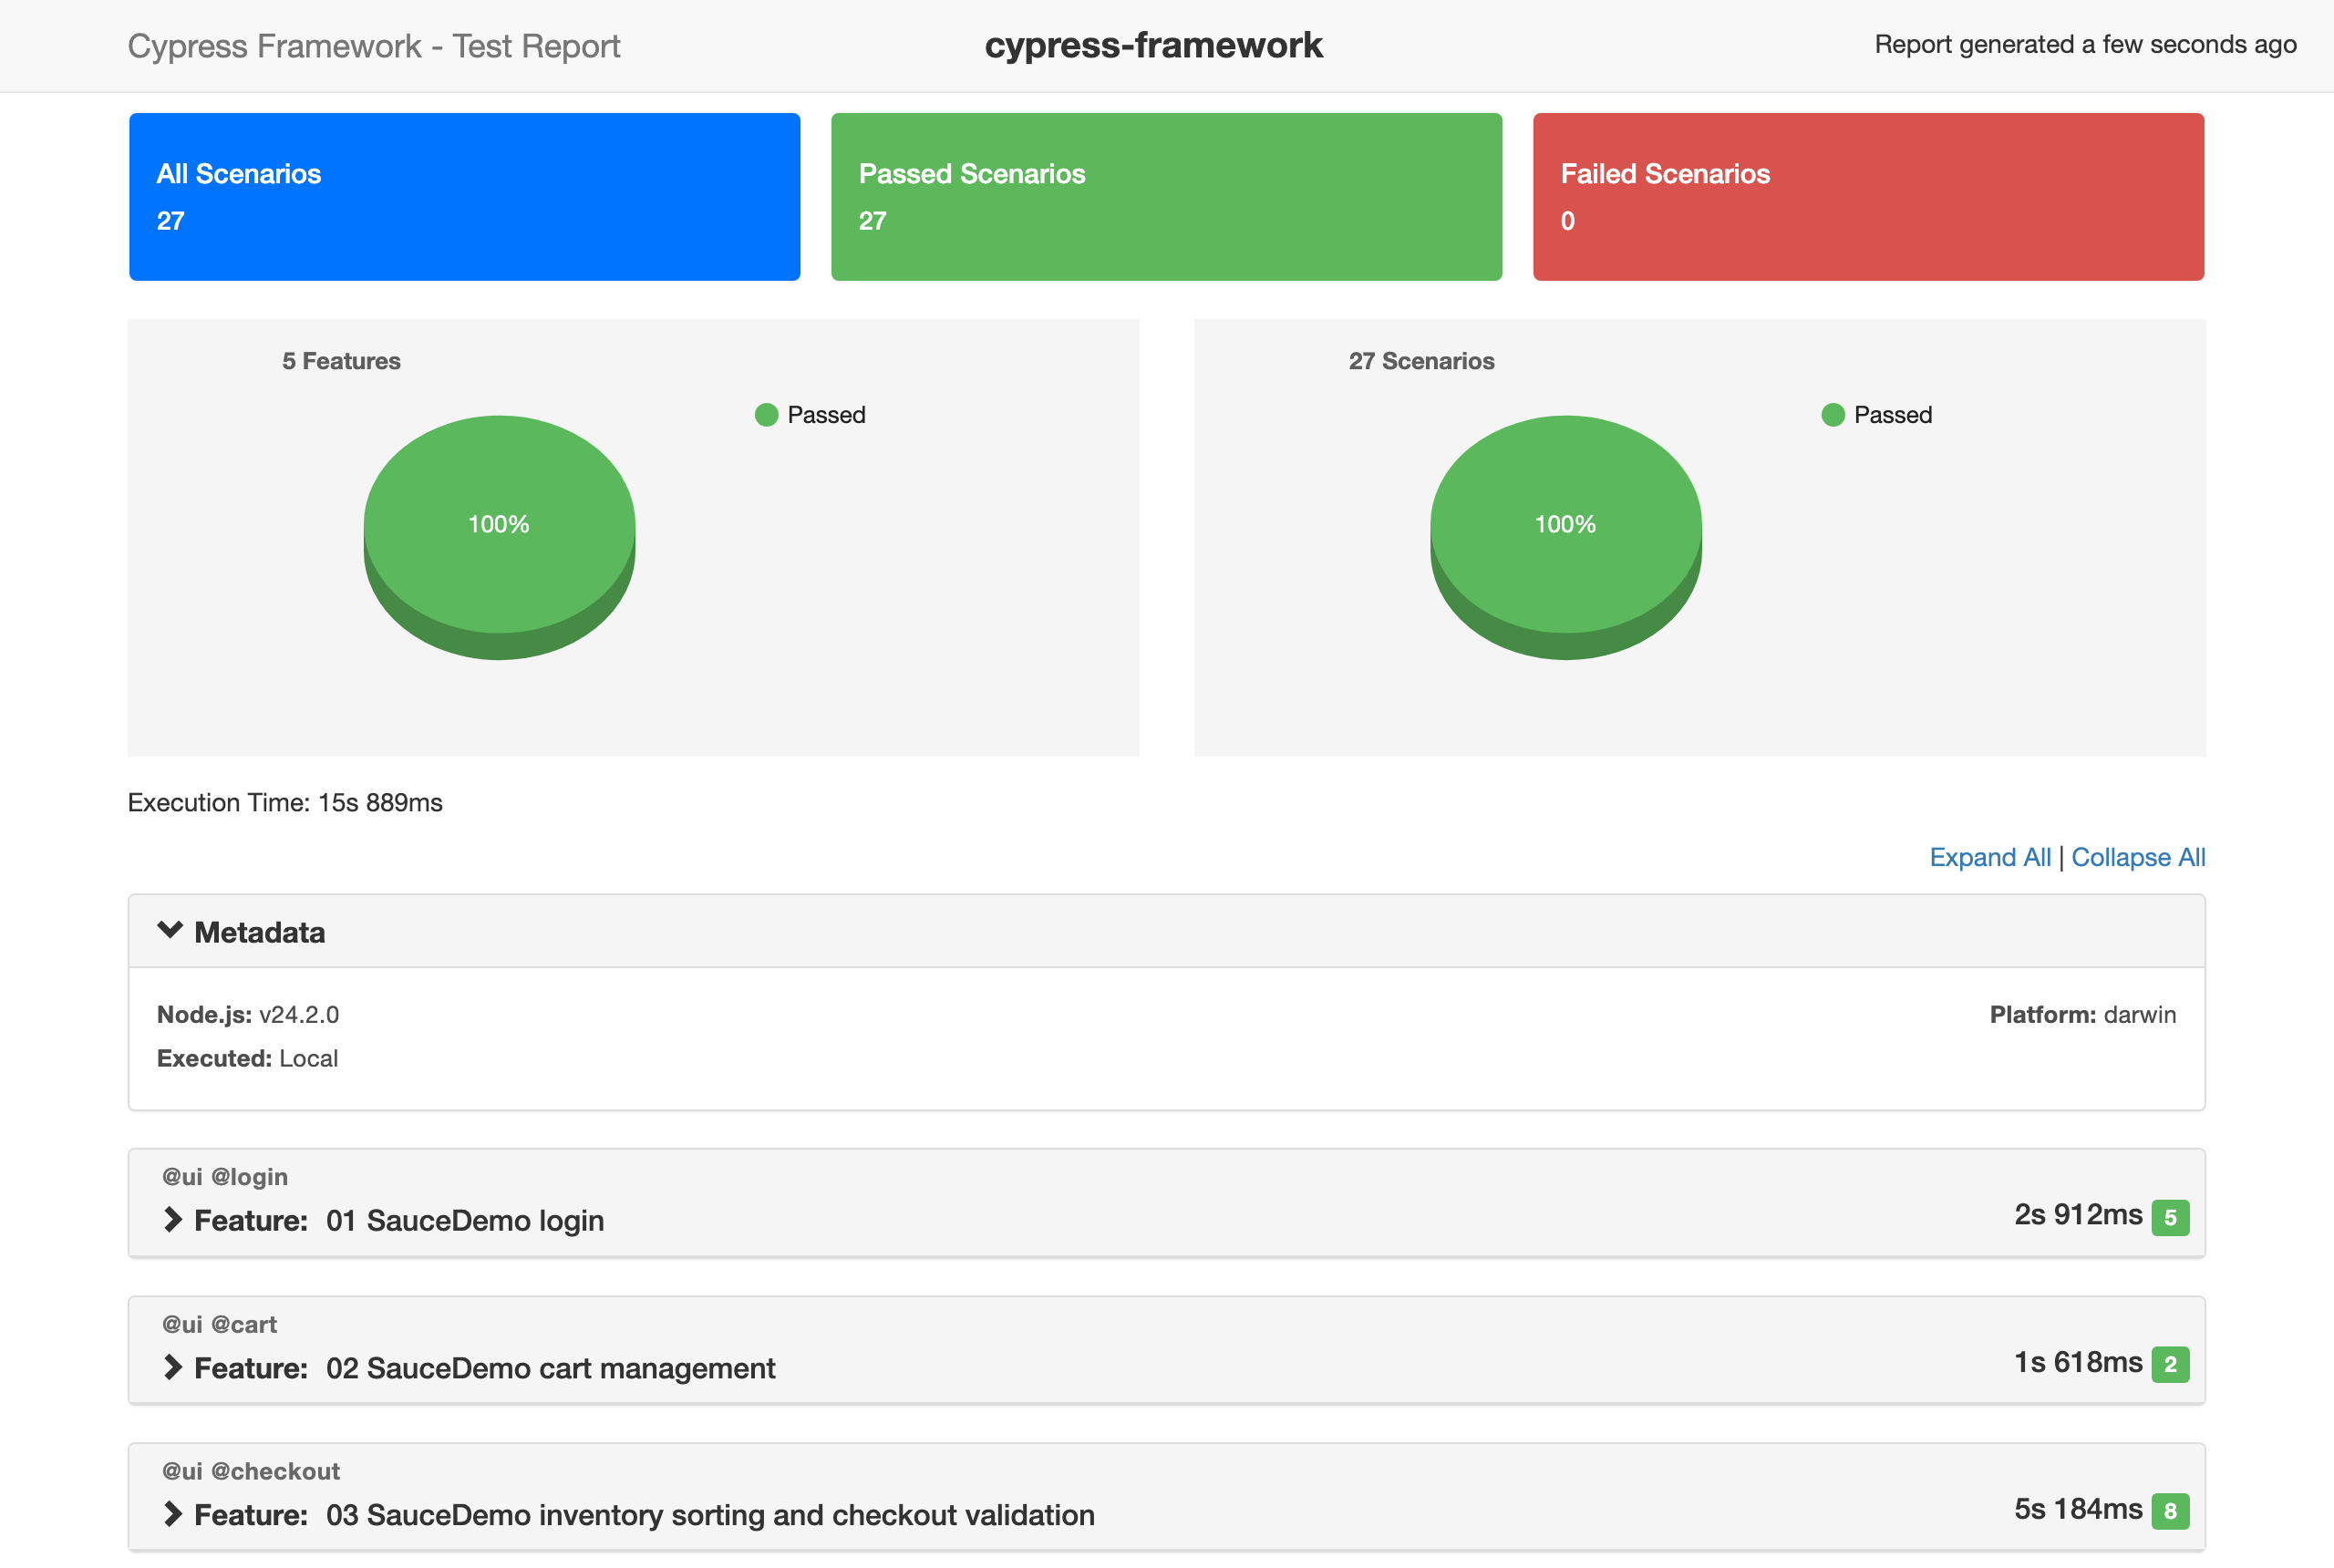 Cypress Framework - Test Report
cypress-framework
Report generated a few seconds ago
All Scenarios
27
Passed Scenarios
27
Failed Scenarios
0
5 Features
Passed
100%
27 Scenarios
Passed
100%
Execution Time: 15s 889ms
Expand All | Collapse All
Metadata
Node.js: v24.2.0
Platform: darwin
Executed: Local
@ui @login
Feature: 01 SauceDemo login
2s 912ms 5
@ui @cart
Feature: 02 SauceDemo cart management
1s 618ms 2
@ui @checkout
Feature: 03 SauceDemo inventory sorting and checkout validation
5s 184ms 8